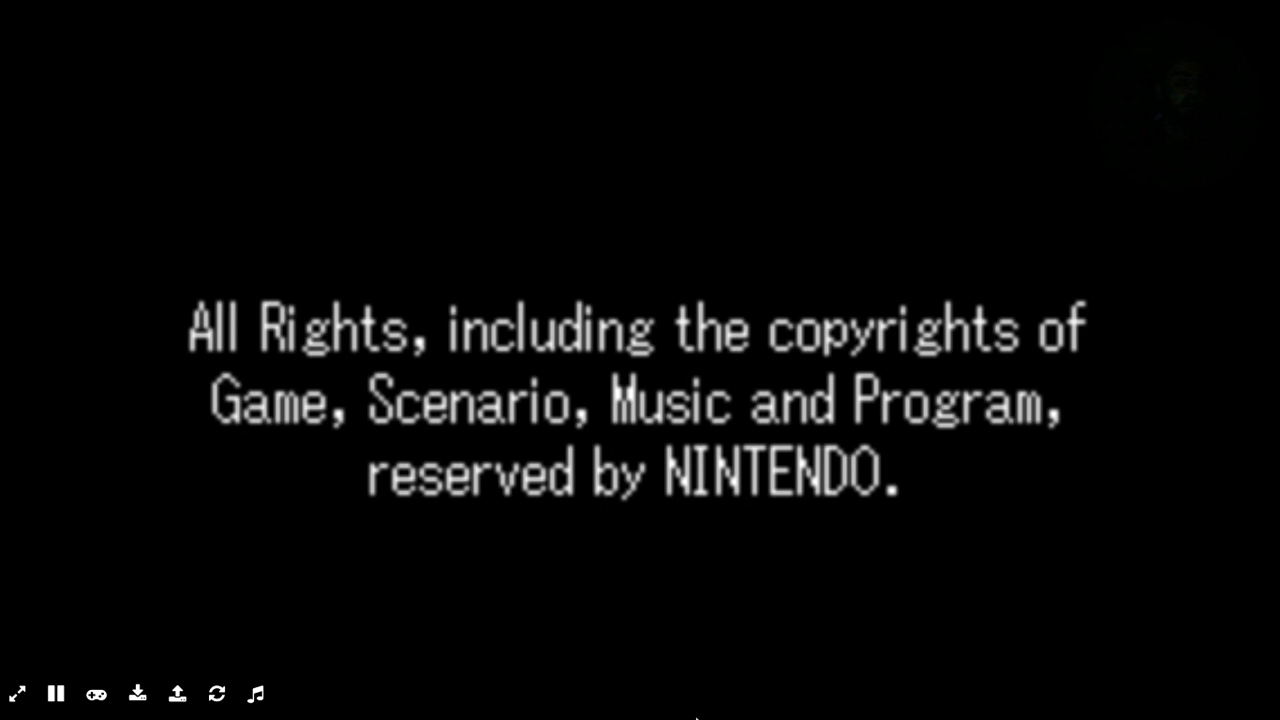 All Rights, including the copyrights of
Game, Scenario, Music and Program,
reserved by NINTENDO.